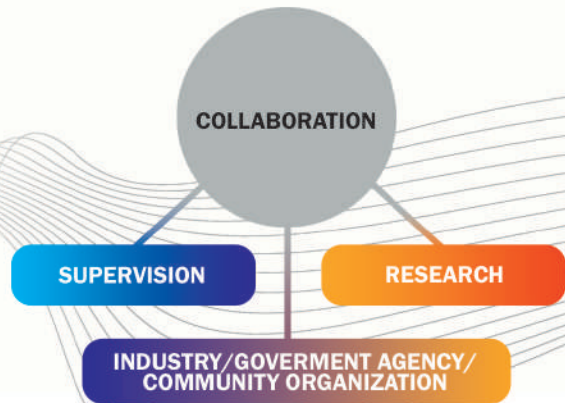 COLLABORATION
SUPERVISION
RESEARCH
INDUSTRY/GOVERMENT AGENCY/
COMMUNITY ORGANIZATION